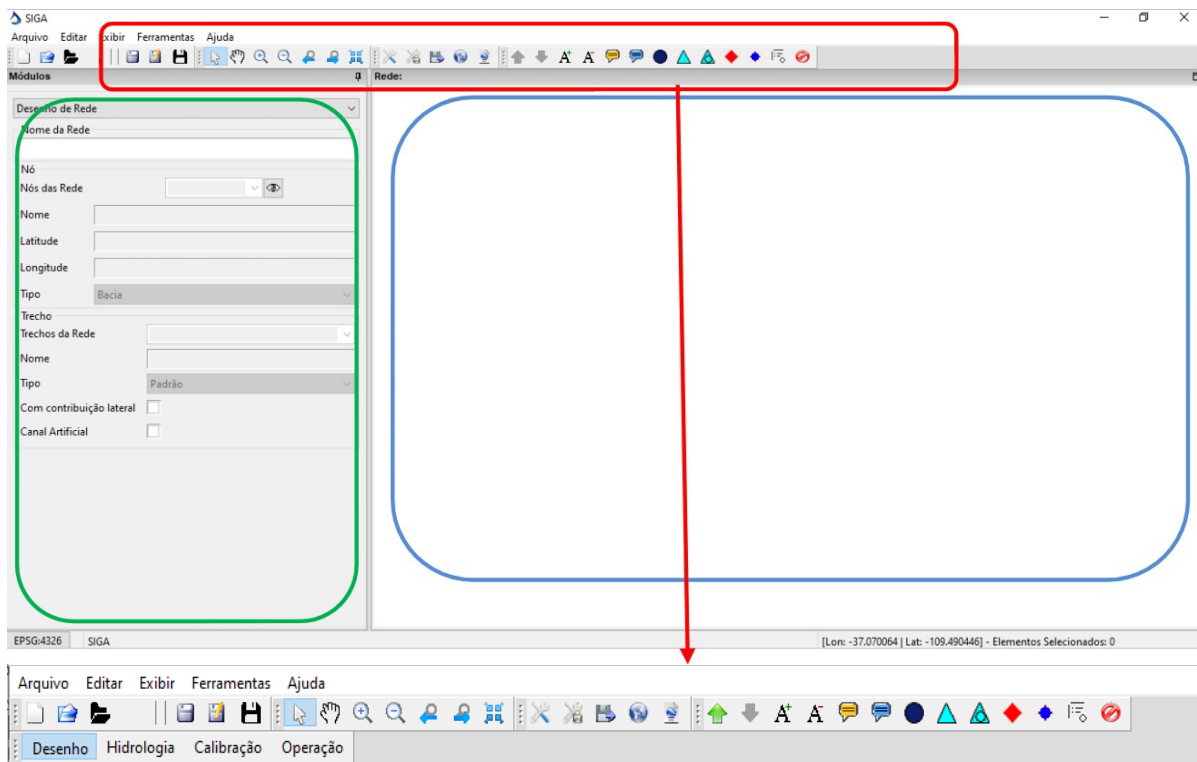 SIGA
Arquivo Editar Exibir Ferramentas Ajuda
Módulos
Rede:
Desenho de Rede
Nome da Rede
Nó
Nós das Rede
Nome
Latitude
Longitude
Tipo Bacia
Trecho
Trechos da Rede
Nome
Tipo Padrão
Com contribuição lateral
Canal Artificial
EPSG:4326 SIGA [Lon: -37.070064 | Lat: -109.490446] - Elementos Selecionados: 0
Arquivo Editar Exibir Ferramentas Ajuda
Desenho Hidrologia Calibração Operação